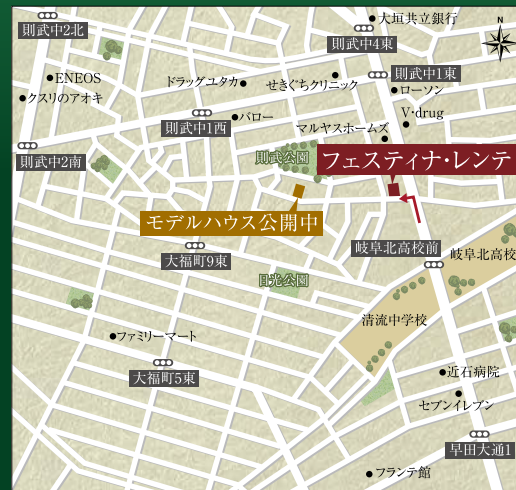 則武中2北
大垣共立銀行
N
則武中4東
ENEOS
ドラッグユタカ
せきぐちクリニック
則武中1東
クスリのアオキ
ローソン
バロー
V・drug
則武中1西
マルヤスホームズ
則武中2南
則武公園
フェスティナ・レンテ
モデルハウス公開中
大福町9東
岐阜北高校前
岐阜北高校
日光公園
清流中学校
ファミリーマート
大福町5東
近石病院
セブンイレブン
早田大通1
フランテ館